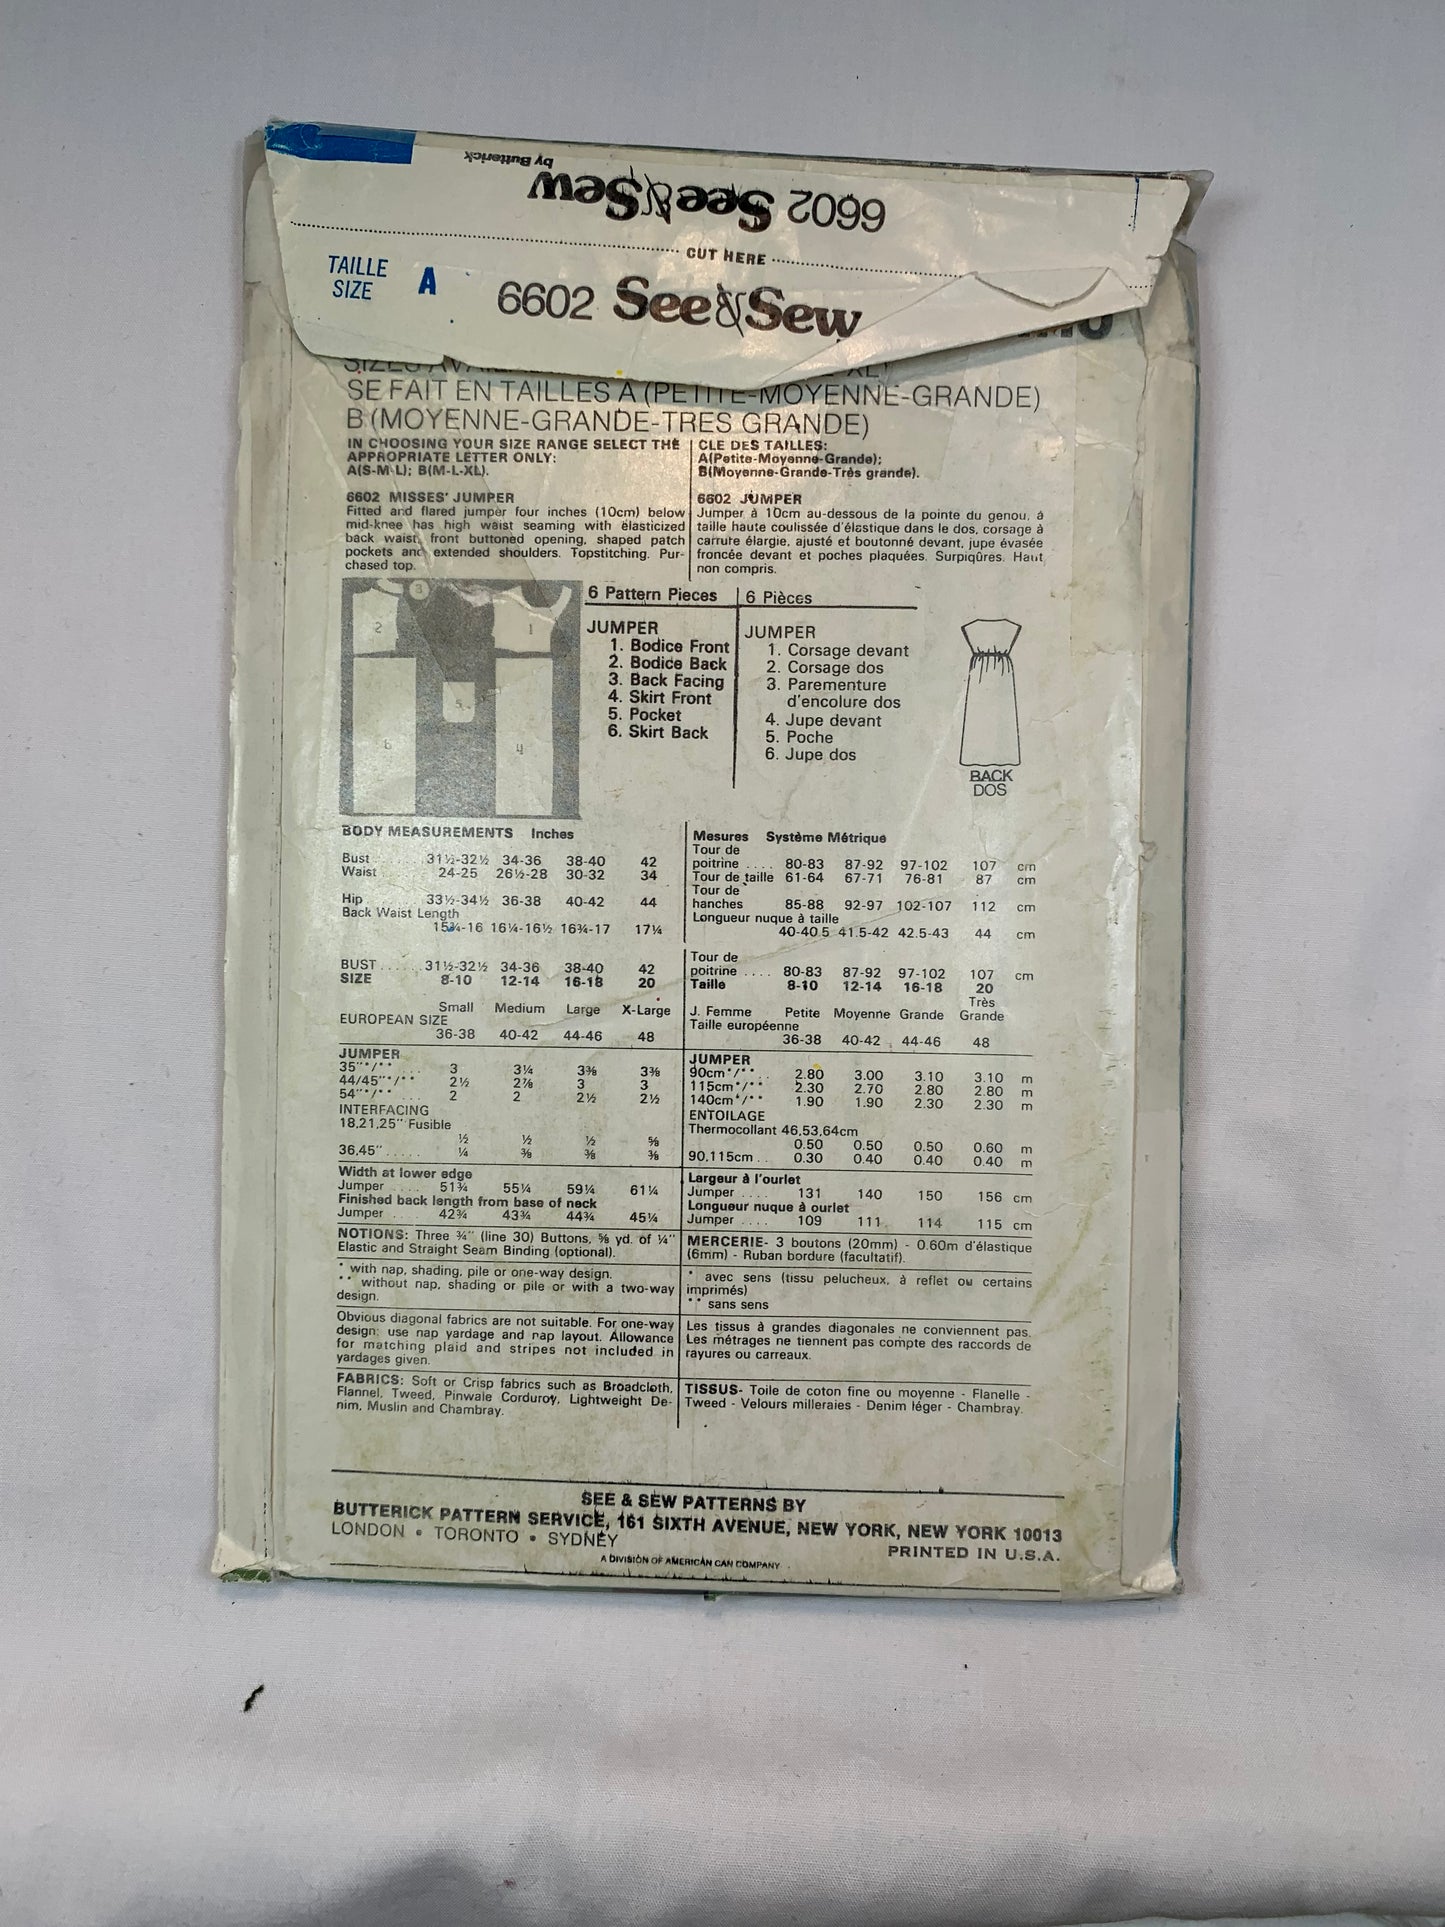 6602 See & Sew
by Butterick
CUT HERE
TAILLE
SIZE A
6602 See & Sew
SE FAIT EN TAILLES A (PETITE-MOYENNE-GRANDE)
B (MOYENNE-GRANDE-TRES GRANDE)
IN CHOOSING YOUR SIZE RANGE SELECT THE
APPROPRIATE LETTER ONLY:
A(S-M-L); B(M-L-XL).
CLE DES TAILLES:
A(Petite-Moyenne-Grande);
B(Moyenne-Grande-Très grande).
6602 MISSES' JUMPER
Fitted and flared jumper four inches (10cm) below
mid-knee has high waist seaming with elasticized
back waist, front buttoned opening, shaped patch
pockets and extended shoulders. Topstitching. Pur-
chased top.
6602 JUMPER
Jumper à 10cm au-dessous de la pointe du genou, á
taille haute coulissée d'élastique dans le dos, corsage à
carrure élargie, ajusté et boutonné devant, jupe évasée
froncée devant et poches plaquées. Surpiqûres. Haut
non compris.
3
2
1
5
6
4
6 Pattern Pieces
JUMPER
1. Bodice Front
2. Bodice Back
3. Back Facing
4. Skirt Front
5. Pocket
6. Skirt Back
6 Pièces
JUMPER
1. Corsage devant
2. Corsage dos
3. Parementure
d'encolure dos
4. Jupe devant
5. Poche
6. Jupe dos
BACK
DOS
BODY MEASUREMENTS Inches
Bust ...... 31½-32½ 34-36 38-40 42
Waist ..... 24-25 26½-28 30-32 34
Hip ...... 33½-34½ 36-38 40-42 44
Back Waist Length
15¾-16 16¼-16½ 16¾-17 17¼
BUST ..... 31½-32½ 34-36 38-40 42
SIZE 8-10 12-14 16-18 20
Small Medium Large X-Large
EUROPEAN SIZE
36-38 40-42 44-46 48
Mesures Système Métrique
Tour de
poitrine .... 80-83 87-92 97-102 107 cm
Tour de taille 61-64 67-71 76-81 87 cm
Tour de
hanches 85-88 92-97 102-107 112 cm
Longueur nuque à taille
40-40.5 41.5-42 42.5-43 44 cm
Tour de
poitrine .... 80-83 87-92 97-102 107 cm
Taille 8-10 12-14 16-18 20
Très
J. Femme Petite Moyenne Grande Grande
Taille européenne
36-38 40-42 44-46 48
JUMPER
35"*/** ... 3 3¼ 3⅜ 3⅜
44/45"*/** 2½ 2⅞ 3 3
54"*/** ... 2 2 2½ 2½
INTERFACING
18,21,25" Fusible
½ ½ ½ ⅝
36,45" ..... ¼ ⅜ ⅜ ⅜
Width at lower edge
Jumper .... 51¾ 55¼ 59¼ 61¼
Finished back length from base of neck
Jumper .... 42¾ 43¾ 44¾ 45¼
JUMPER
90cm*/** .. 2.80 3.00 3.10 3.10 m
115cm*/** 2.30 2.70 2.80 2.80 m
140cm*/** 1.90 1.90 2.30 2.30 m
ENTOILAGE
Thermocollant 46,53,64cm
0.50 0.50 0.50 0.60 m
90,115cm .. 0.30 0.40 0.40 0.40 m
Largeur à l'ourlet
Jumper .... 131 140 150 156 cm
Longueur nuque à ourlet
Jumper .... 109 111 114 115 cm
NOTIONS: Three ¾" (line 30) Buttons, ⅝ yd. of ¼"
Elastic and Straight Seam Binding (optional).
MERCERIE- 3 boutons (20mm) - 0.60m d'élastique
(6mm) - Ruban bordure (facultatif).
* with nap, shading, pile or one-way design.
** without nap, shading or pile or with a two-way
design.
* avec sens (tissu pelucheux, à reflet ou certains
imprimés)
** sans sens
Obvious diagonal fabrics are not suitable. For one-way
design: use nap yardage and nap layout. Allowance
for matching plaid and stripes not included in
yardages given.
Les tissus à grandes diagonales ne conviennent pas.
Les métrages ne tiennent pas compte des raccords de
rayures ou carreaux.
FABRICS: Soft or Crisp fabrics such as Broadcloth,
Flannel, Tweed, Pinwale Corduroy, Lightweight De-
nim, Muslin and Chambray.
TISSUS- Toile de coton fine ou moyenne - Flanelle -
Tweed - Velours milleraies - Denim léger - Chambray.
SEE & SEW PATTERNS BY
BUTTERICK PATTERN SERVICE, 161 SIXTH AVENUE, NEW YORK, NEW YORK 10013
LONDON • TORONTO • SYDNEY
PRINTED IN U.S.A.
A DIVISION OF AMERICAN CAN COMPANY